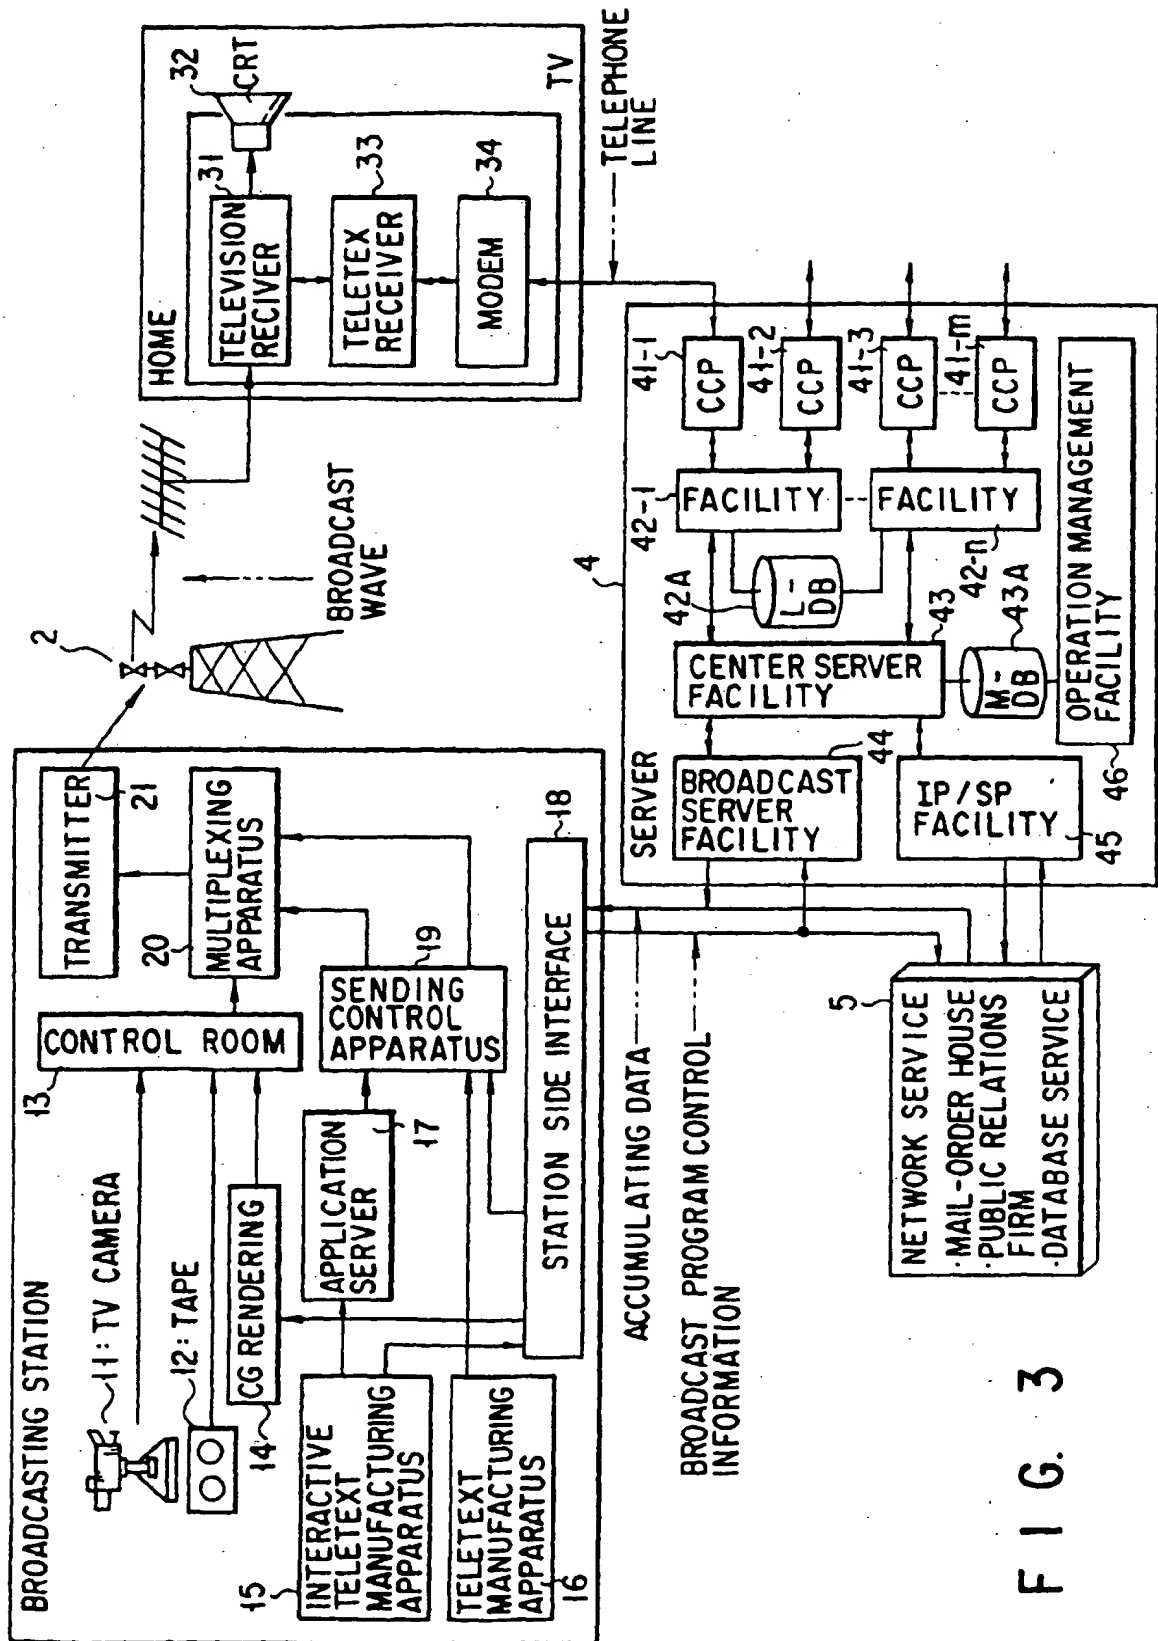 BROADCASTING STATION
11: TV CAMERA
12: TAPE
13
CONTROL ROOM
14
CG RENDERING
15
INTERACTIVE
TELETEXT
MANUFACTURING
APPARATUS
16
TELETEXT
MANUFACTURING
APPARATUS
17
APPLICATION
SERVER
18
STATION SIDE INTERFACE
19
SENDING
CONTROL
APPARATUS
20
MULTIPLEXING
APPARATUS
21
TRANSMITTER
2
BROADCAST
WAVE
HOME
TV
31
TELEVISION
RECIVER
32
CRT
33
TELETEX
RECEIVER
34
MODEM
TELEPHONE
LINE
ACCUMULATING DATA
BROADCAST PROGRAM CONTROL
INFORMATION
4
SERVER
41-1
CCP
41-2
CCP
41-3
CCP
41-m
CCP
42-1
FACILITY
FACILITY
42-n
42A
L-
DB
43
CENTER SERVER
FACILITY
43A
M-
DB
44
BROADCAST
SERVER
FACILITY
45
IP/SP
FACILITY
46
OPERATION MANAGEMENT
FACILITY
5
NETWORK SERVICE
·MAIL-ORDER HOUSE
·PUBLIC RELATIONS
FIRM
·DATABASE SERVICE
FIG. 3